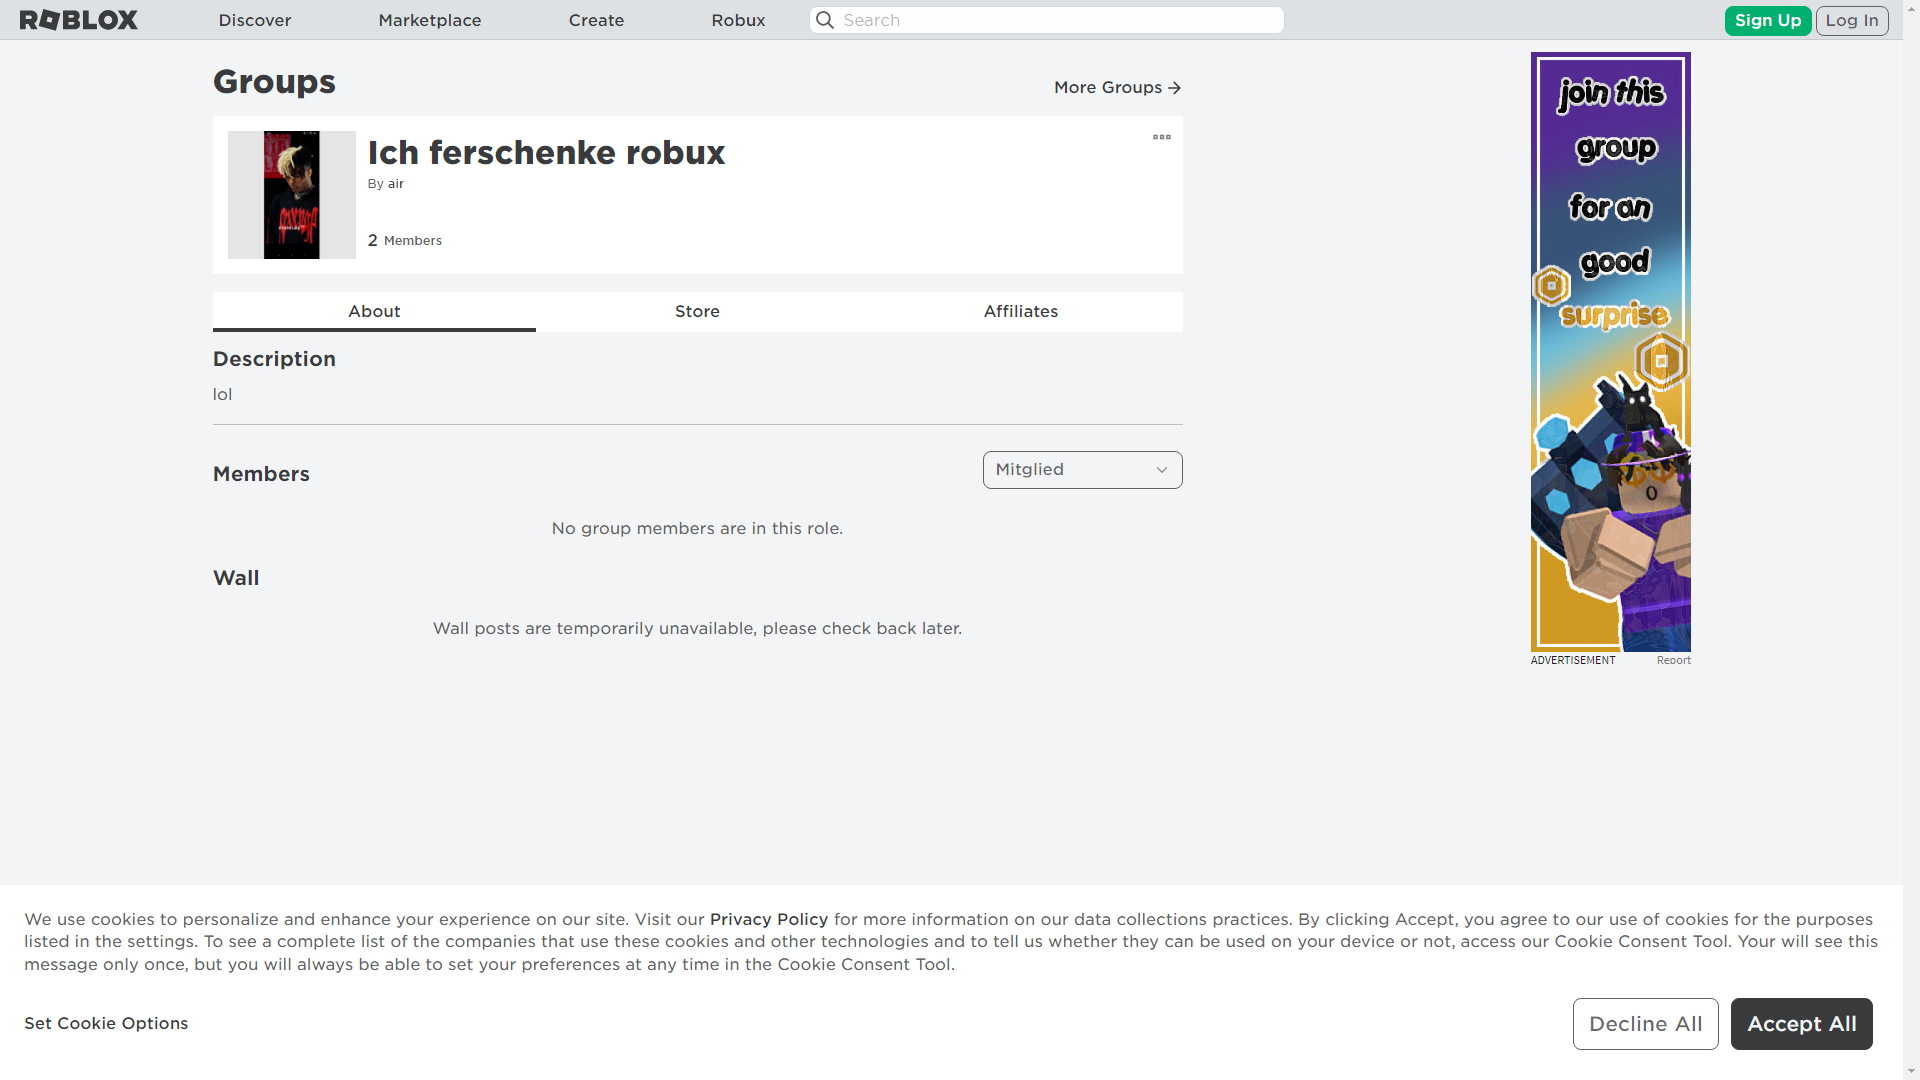 ROBLOX
Discover
Marketplace
Create
Robux
Search
Sign Up
Log In
Groups
More Groups
Ich ferschenke robux
By air
2 Members
About
Store
Affiliates
Description
lol
Members
Mitglied
No group members are in this role.
Wall
Wall posts are temporarily unavailable, please check back later.
join this
group
for an
good
surprise
ADVERTISEMENT
Report
We use cookies to personalize and enhance your experience on our site. Visit our Privacy Policy for more information on our data collections practices. By clicking Accept, you agree to our use of cookies for the purposes
listed in the settings. To see a complete list of the companies that use these cookies and other technologies and to tell us whether they can be used on your device or not, access our Cookie Consent Tool. Your will see this
message only once, but you will always be able to set your preferences at any time in the Cookie Consent Tool.
Set Cookie Options
Decline All
Accept All